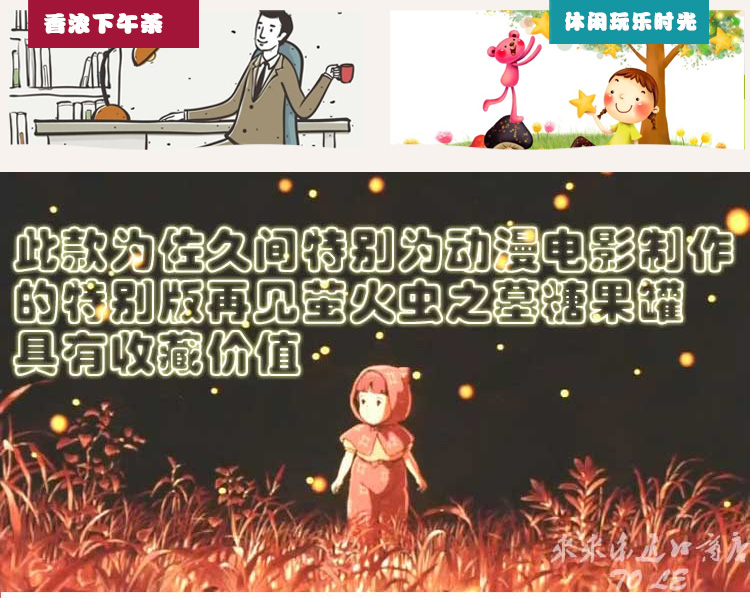 香浓下午茶
休闲玩乐时光
此款为佐久间特别为动漫电影制作
的特别版再见萤火虫之墓糖果罐
具有收藏价值
TO LE